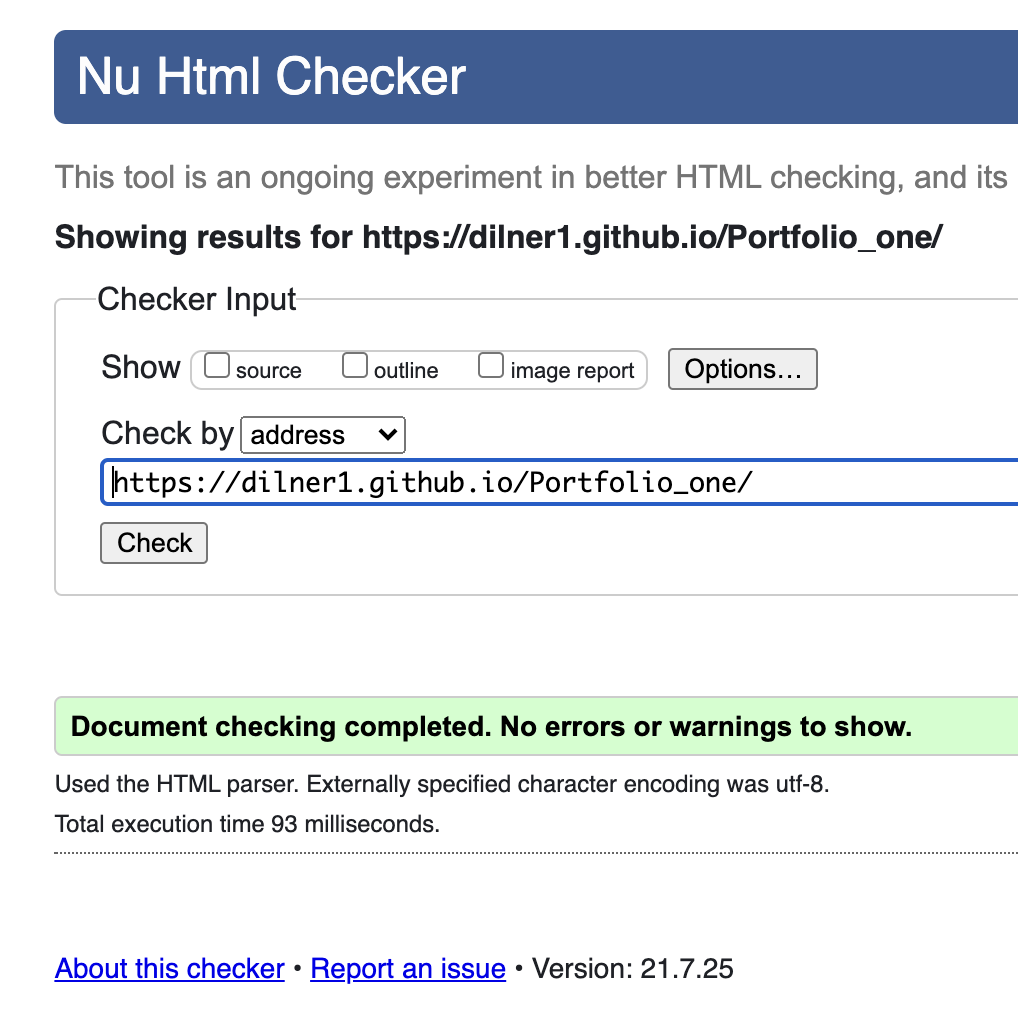 Nu Html Checker
This tool is an ongoing experiment in better HTML checking, and its
Showing results for https://dilner1.github.io/Portfolio_one/
Checker Input
Show source outline image report Options…
Check by address
https://dilner1.github.io/Portfolio_one/
Check
Document checking completed. No errors or warnings to show.
Used the HTML parser. Externally specified character encoding was utf-8.
Total execution time 93 milliseconds.
About this checker • Report an issue • Version: 21.7.25